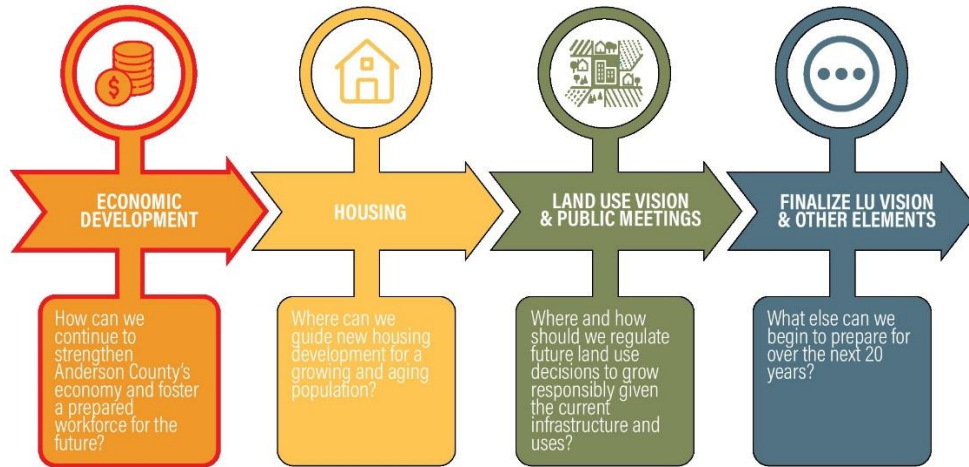 $
ECONOMIC
DEVELOPMENT
HOUSING
LAND USE VISION
& PUBLIC MEETINGS
FINALIZE LU VISION
& OTHER ELEMENTS
How can we
continue to
strengthen
Anderson County's
economy and foster
a prepared
workforce for the
future?
Where can we
guide new housing
development for a
growing and aging
population?
Where and how
should we regulate
future land use
decisions to grow
responsibly given
the current
infrastructure and
uses?
What else can we
begin to prepare for
over the next 20
years?